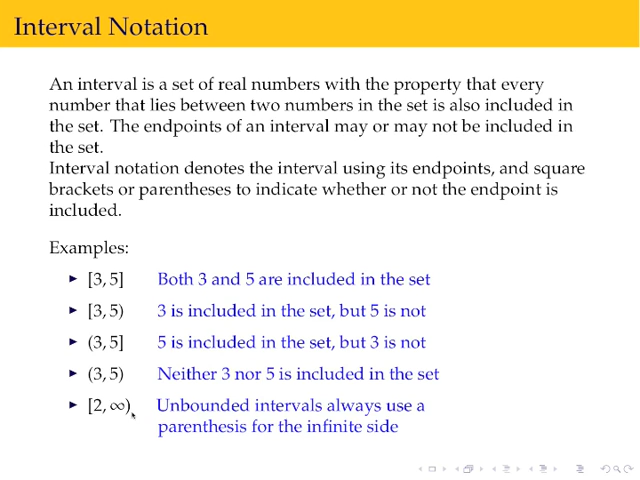 Interval Notation
An interval is a set of real numbers with the property that every
number that lies between two numbers in the set is also included in
the set. The endpoints of an interval may or may not be included in
the set.
Interval notation denotes the interval using its endpoints, and square
brackets or parentheses to indicate whether or not the endpoint is
included.
Examples:
[3, 5] Both 3 and 5 are included in the set
[3, 5) 3 is included in the set, but 5 is not
(3, 5] 5 is included in the set, but 3 is not
(3, 5) Neither 3 nor 5 is included in the set
[2, ∞) Unbounded intervals always use a
parenthesis for the infinite side